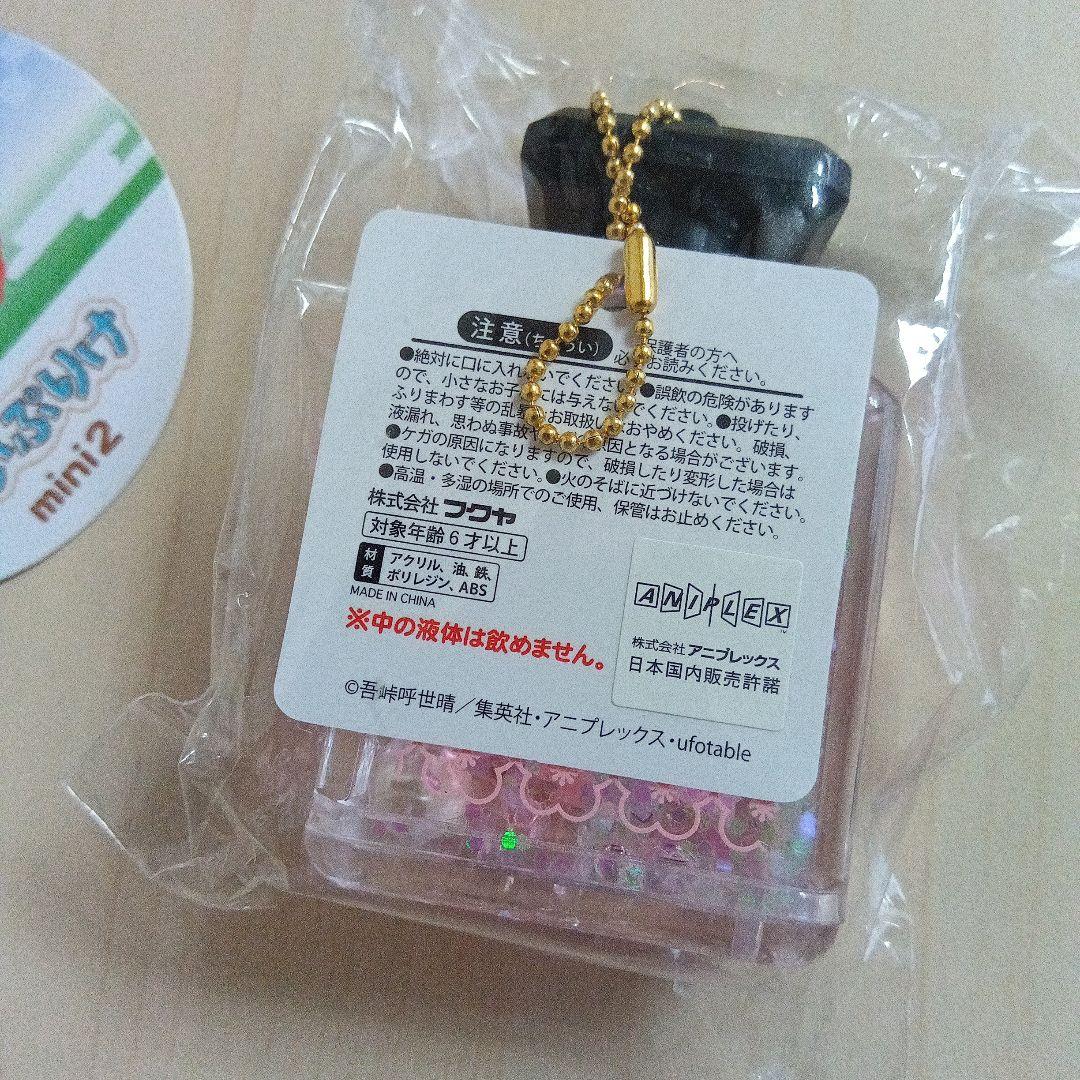 ぷりけ
mini2
注意
保護者の方へ
必 お読みください。
●絶対に口に入れ いでください ●誤飲の危険があります
ので、小さなお子 には与えないでください。●投げたり、
ふりまわす等の乱暴 お取扱い おやめください。破損、
液漏れ、思わぬ事故や 原因となる場合がございます。
●ケガの原因になりますので、破損したり変形した場合は
使用しないでください。●火のそばに近づけないでください。
●高温・多湿の場所でのご使用、保管はお止めください。
株式会社 フクヤ
対象年齢6才以上
材質 アクリル、油、鉄、
ポリレジン、ABS
MADE IN CHINA
※中の液体は飲めません。
ANIPLEX™
株式会社 アニプレックス
日本国内販売許諾
©吾峠呼世晴／集英社・アニプレックス・ufotable